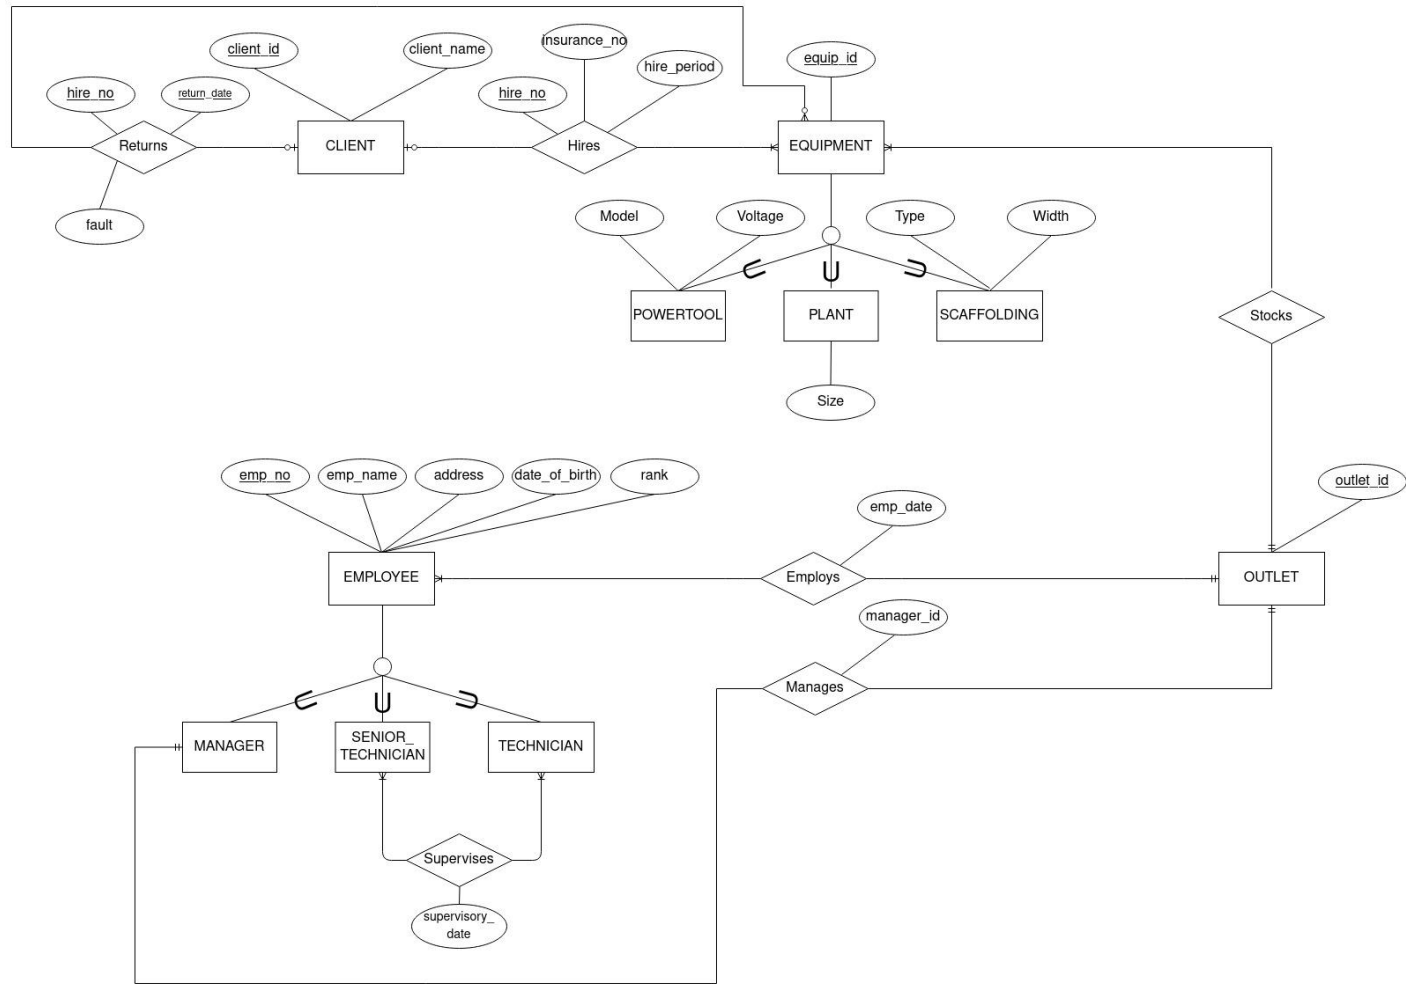 client_id
client_name
insurance_no
hire_period
equip_id
hire_no
return_date
hire_no
Returns
CLIENT
Hires
EQUIPMENT
fault
Model
Voltage
Type
Width
POWERTOOL
PLANT
SCAFFOLDING
Stocks
Size
emp_no
emp_name
address
date_of_birth
rank
outlet_id
emp_date
EMPLOYEE
Employs
OUTLET
manager_id
Manages
MANAGER
SENIOR_
TECHNICIAN
TECHNICIAN
Supervises
supervisory_
date